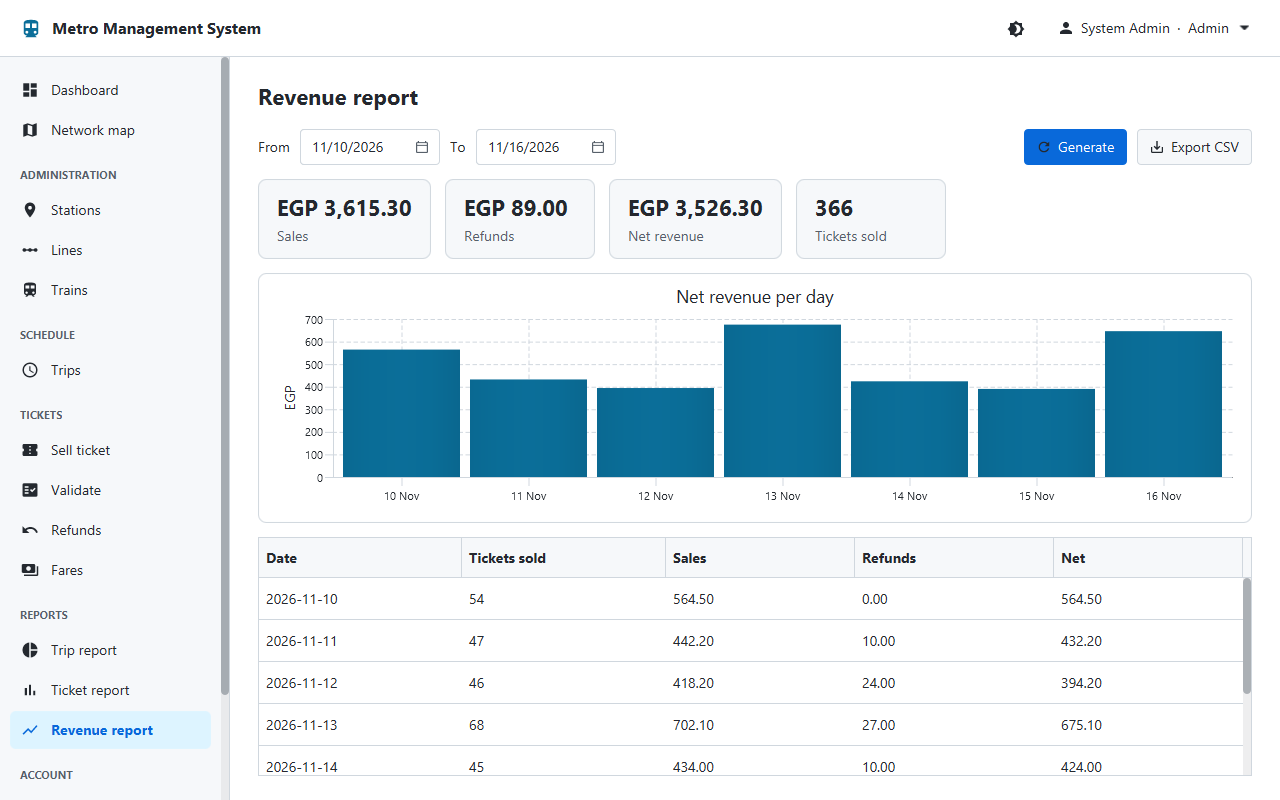 Metro Management System
System Admin · Admin
Dashboard
Network map
ADMINISTRATION
Stations
Lines
Trains
SCHEDULE
Trips
TICKETS
Sell ticket
Validate
Refunds
Fares
REPORTS
Trip report
Ticket report
Revenue report
ACCOUNT
Revenue report
From 11/10/2026 To 11/16/2026 Generate Export CSV
EGP 3,615.30
Sales
EGP 89.00
Refunds
EGP 3,526.30
Net revenue
366
Tickets sold
Net revenue per day
EGP
700
600
500
400
300
200
100
0
10 Nov 11 Nov 12 Nov 13 Nov 14 Nov 15 Nov 16 Nov
Date Tickets sold Sales Refunds Net
2026-11-10 54 564.50 0.00 564.50
2026-11-11 47 442.20 10.00 432.20
2026-11-12 46 418.20 24.00 394.20
2026-11-13 68 702.10 27.00 675.10
2026-11-14 45 434.00 10.00 424.00